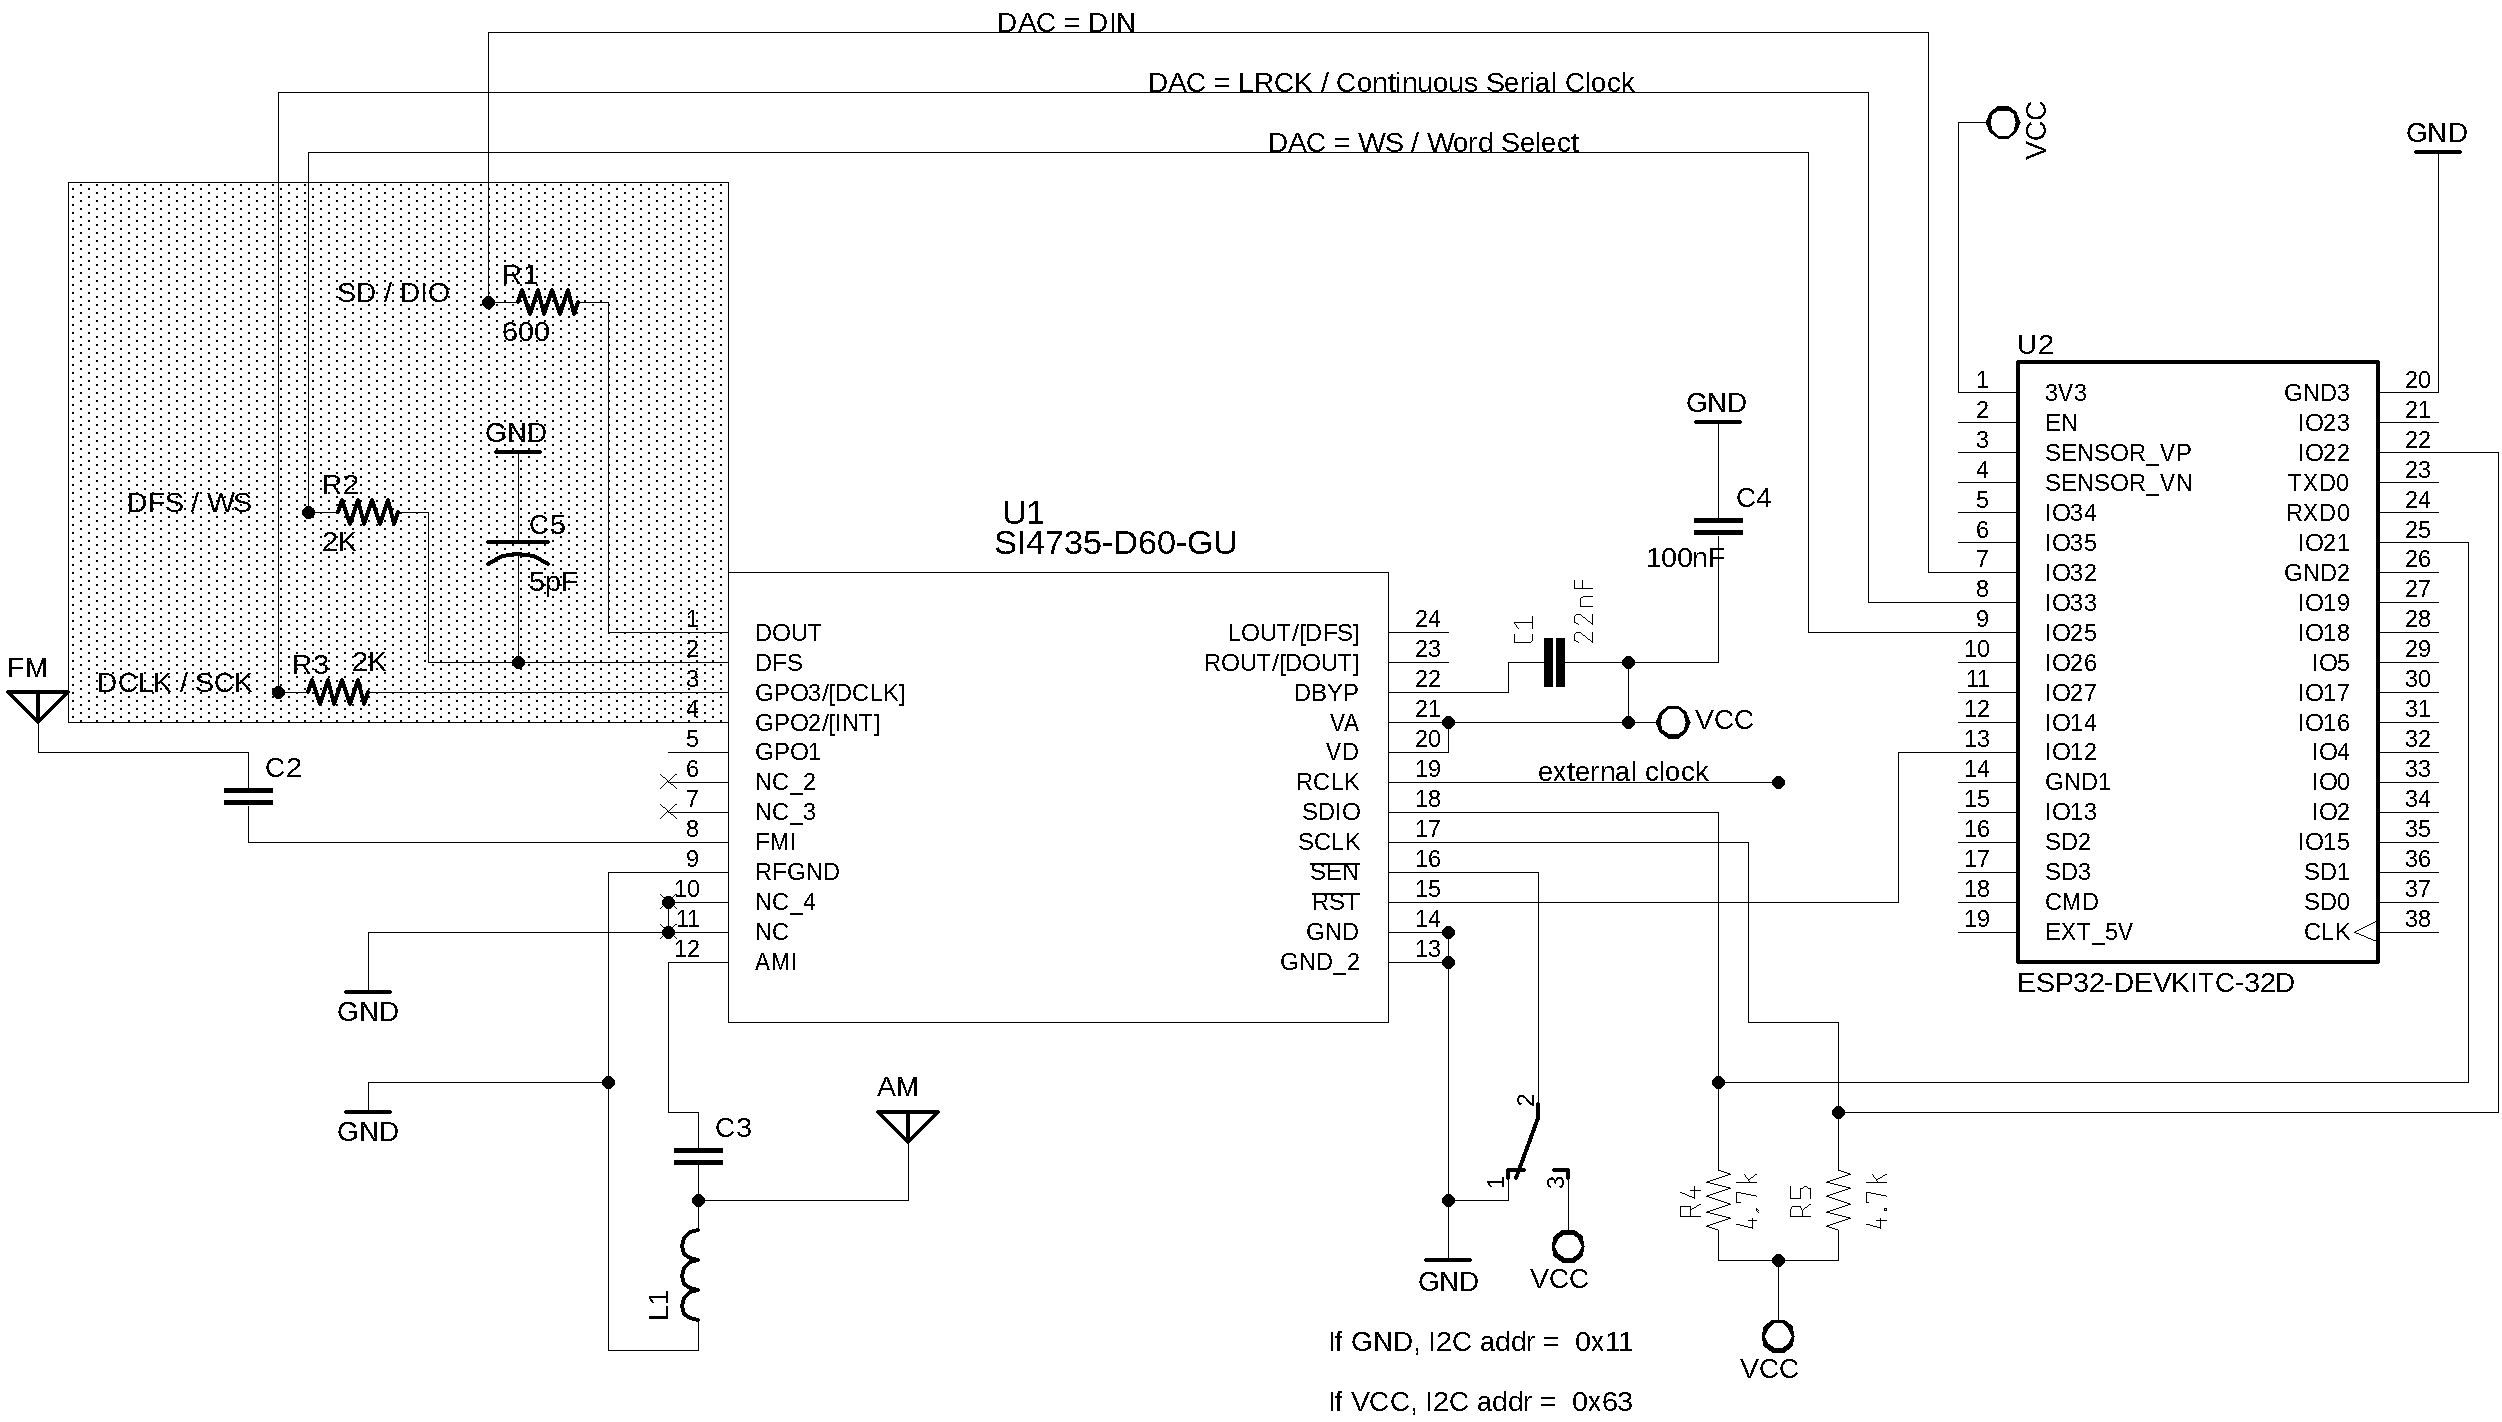 DAC = DIN
DAC = LRCK / Continuous Serial Clock
DAC = WS / Word Select
VCC
GND
R1
SD / DIO
600
GND
R2
DFS / WS
2K
C5
5pF
R3
2K
DCLK / SCK
FM
C2
GND
GND
C3
AM
L1
U1
SI4735-D60-GU
1 DOUT
2 DFS
3 GPO3/[DCLK]
4 GPO2/[INT]
5 GPO1
6 NC_2
7 NC_3
8 FMI
9 RFGND
10 NC_4
11 NC
12 AMI
LOUT/[DFS] 24
ROUT/[DOUT] 23
DBYP 22
VA 21
VD 20
RCLK 19
SDIO 18
SCLK 17
SEN 16
RST 15
GND 14
GND_2 13
GND
C4
100nF
C1
22nF
VCC
external clock
2
1
3
GND
VCC
R4
4.7k
R5
4.7k
VCC
If GND, I2C addr = 0x11
If VCC, I2C addr = 0x63
U2
1 3V3
2 EN
3 SENSOR_VP
4 SENSOR_VN
5 IO34
6 IO35
7 IO32
8 IO33
9 IO25
10 IO26
11 IO27
12 IO14
13 IO12
14 GND1
15 IO13
16 SD2
17 SD3
18 CMD
19 EXT_5V
GND3 20
IO23 21
IO22 22
TXD0 23
RXD0 24
IO21 25
GND2 26
IO19 27
IO18 28
IO5 29
IO17 30
IO16 31
IO4 32
IO0 33
IO2 34
IO15 35
SD1 36
SD0 37
CLK 38
ESP32-DEVKITC-32D